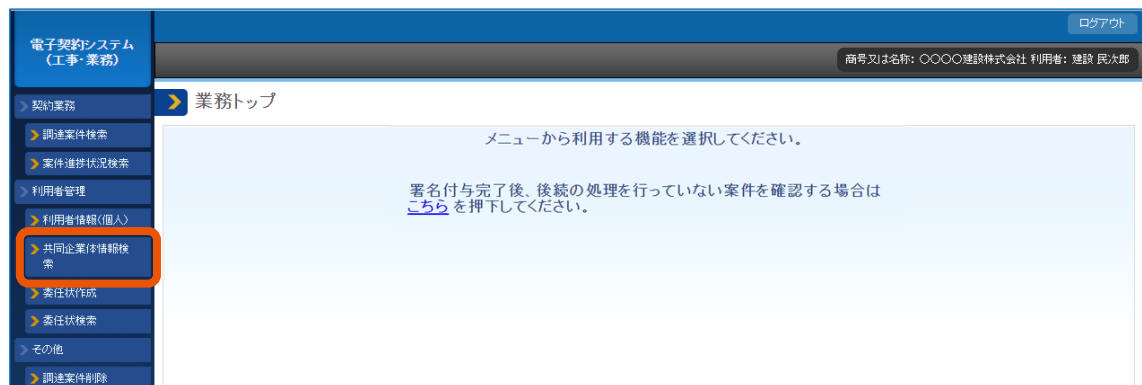 ログアウト
電子契約システム
(工事・業務)
商号又は名称: 〇〇〇〇建設株式会社 利用者: 建設 民次郎
契約業務
調達案件検索
案件進捗状況検索
利用者管理
利用者情報(個人)
共同企業体情報検
索
委任状作成
委任状検索
その他
調達案件削除
業務トップ
メニューから利用する機能を選択してください。
署名付与完了後、後続の処理を行っていない案件を確認する場合は
こちら を押下してください。